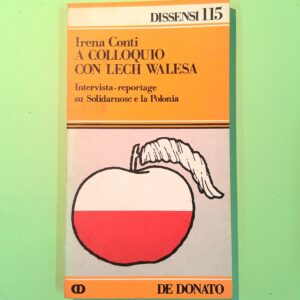 DISSENSI 115
Irena Conti
A COLLOQUIO
CON LECH WALESA
Intervista-reportage
su Solidarnosc e la Polonia
DE DONATO